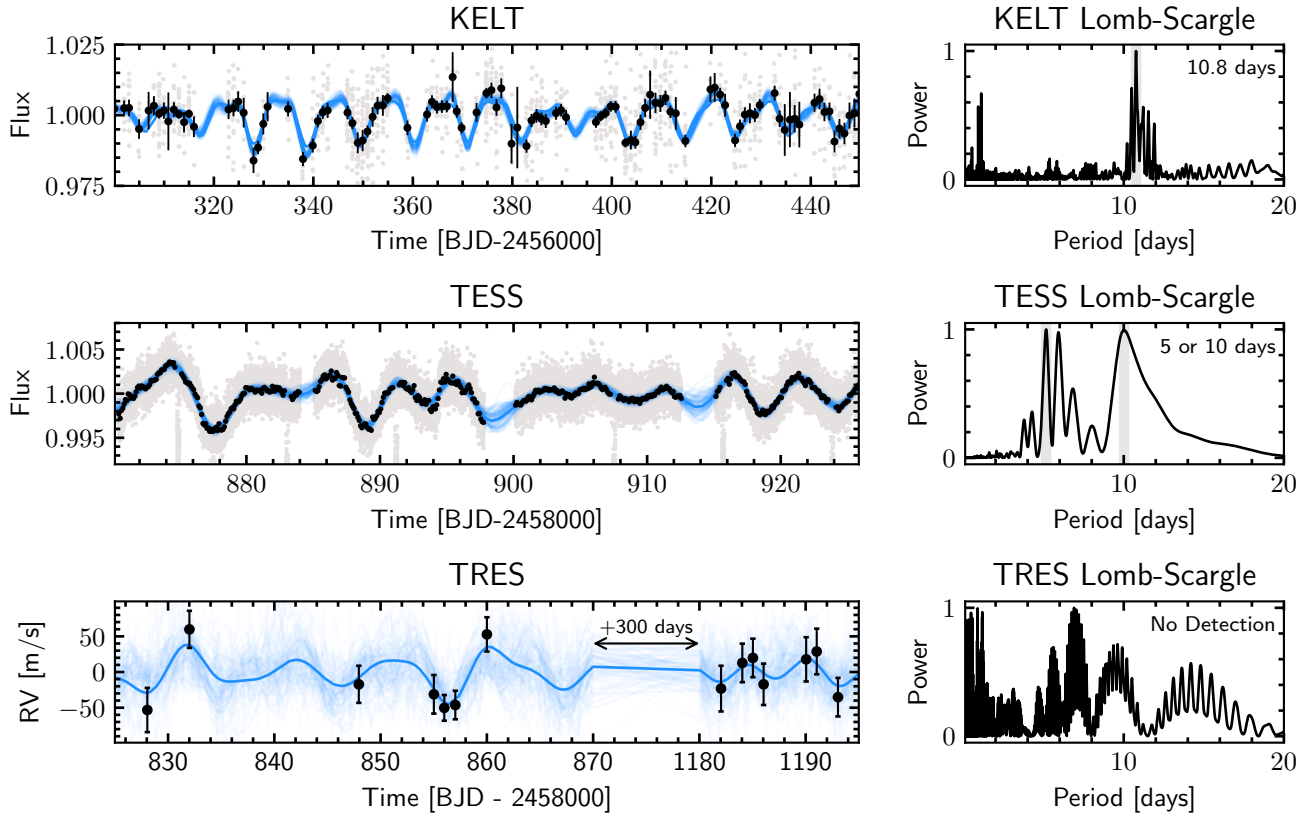 KELT
KELT Lomb-Scargle
1.025
1.000
0.975
Flux
320 340 360 380 400 420 440
Time [BJD-2456000]
1
0
Power
10.8 days
10 20
Period [days]
TESS
TESS Lomb-Scargle
1.005
1.000
0.995
Flux
880 890 900 910 920
Time [BJD-2458000]
1
0
Power
5 or 10 days
10 20
Period [days]
TRES
TRES Lomb-Scargle
50
0
−50
RV [m/s]
+300 days
830 840 850 860 870 1180 1190
Time [BJD - 2458000]
1
0
Power
No Detection
10 20
Period [days]